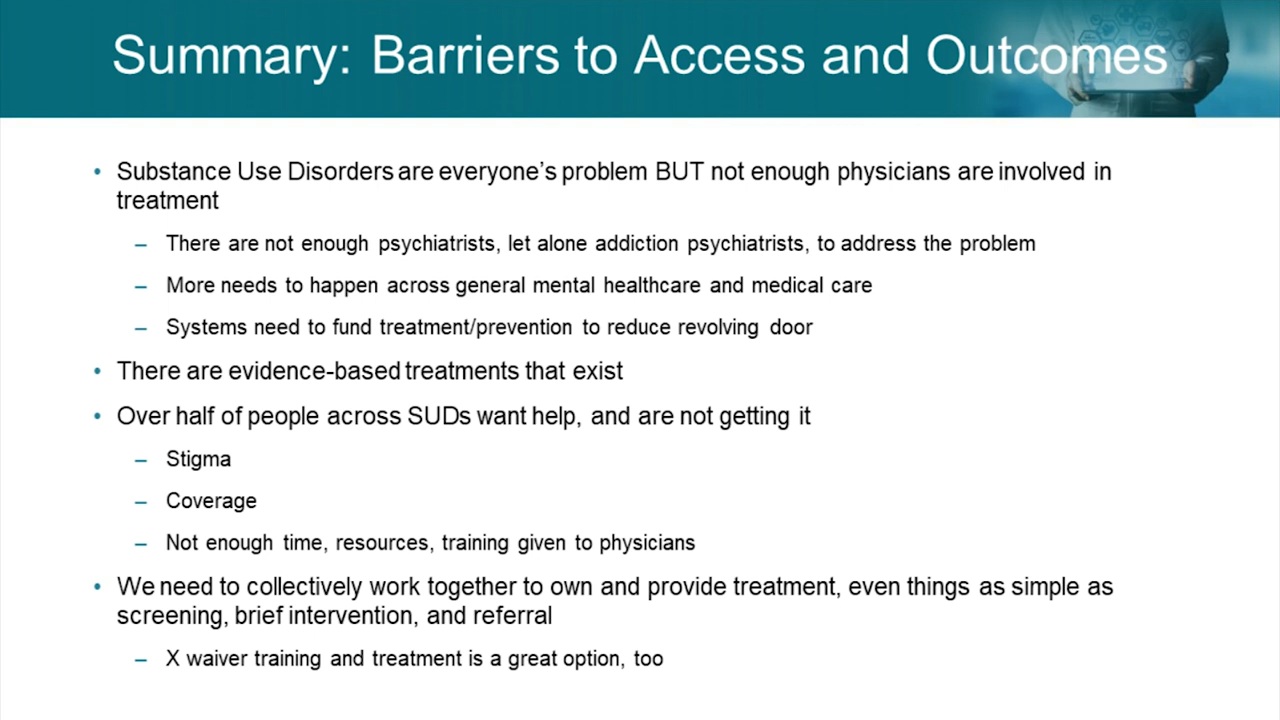 Summary: Barriers to Access and Outcomes
• Substance Use Disorders are everyone’s problem BUT not enough physicians are involved in
treatment
– There are not enough psychiatrists, let alone addiction psychiatrists, to address the problem
– More needs to happen across general mental healthcare and medical care
– Systems need to fund treatment/prevention to reduce revolving door
• There are evidence-based treatments that exist
• Over half of people across SUDs want help, and are not getting it
– Stigma
– Coverage
– Not enough time, resources, training given to physicians
• We need to collectively work together to own and provide treatment, even things as simple as
screening, brief intervention, and referral
– X waiver training and treatment is a great option, too